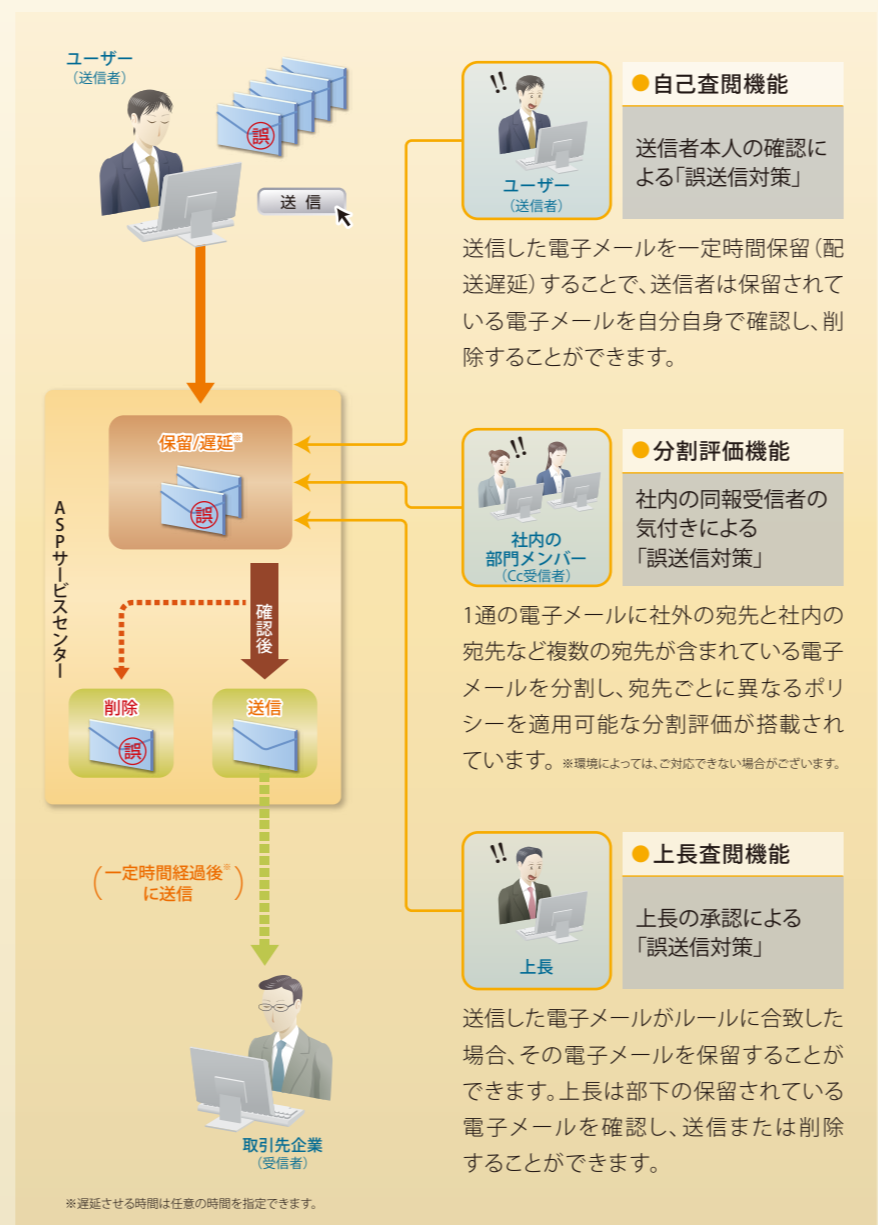 ユーザー
（送信者）
誤
送 信
ASPサービスセンター
保留/遅延※
誤
確認後
削除
誤
送信
（一定時間経過後※
に送信）
取引先企業
（受信者）
※遅延させる時間は任意の時間を指定できます。
!!
ユーザー
（送信者）
●自己査閲機能
送信者本人の確認に
よる「誤送信対策」
送信した電子メールを一定時間保留（配
送遅延）することで、送信者は保留されて
いる電子メールを自分自身で確認し、削
除することができます。
!!
社内の
部門メンバー
（Cc受信者）
●分割評価機能
社内の同報受信者の
気付きによる
「誤送信対策」
1通の電子メールに社外の宛先と社内の
宛先など複数の宛先が含まれている電子
メールを分割し、宛先ごとに異なるポリ
シーを適用可能な分割評価が搭載され
ています。 ※環境によっては、ご対応できない場合がございます。
!!
上長
●上長査閲機能
上長の承認による
「誤送信対策」
送信した電子メールがルールに合致した
場合、その電子メールを保留することが
できます。上長は部下の保留されている
電子メールを確認し、送信または削除
することができます。